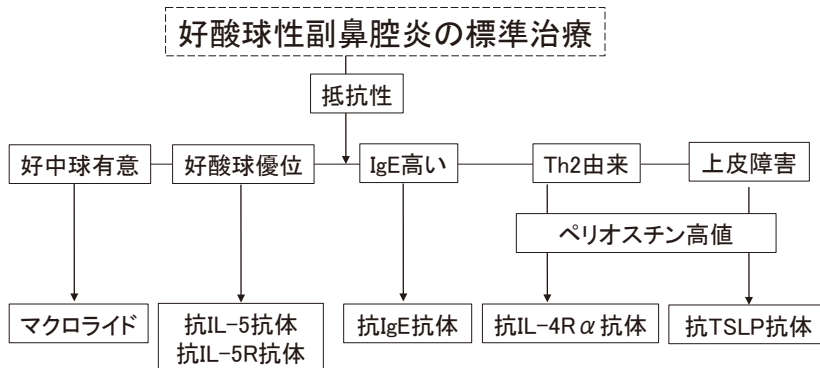 好酸球性副鼻腔炎の標準治療
抵抗性
好中球有意
好酸球優位
IgE高い
Th2由来
上皮障害
ペリオスチン高値
マクロライド
抗IL-5抗体
抗IL-5R抗体
抗IgE抗体
抗IL-4Rα抗体
抗TSLP抗体